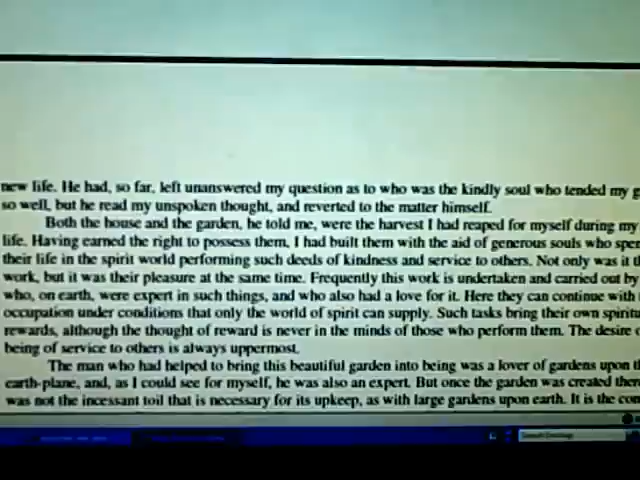 new life. He had, so far, left unanswered my question as to who was the kindly soul who tended my g
so well, but he read my unspoken thought, and reverted to the matter himself.
Both the house and the garden, he told me, were the harvest I had reaped for myself during my
life. Having earned the right to possess them, I had built them with the aid of generous souls who spen
their life in the spirit world performing such deeds of kindness and service to others. Not only was it th
work, but it was their pleasure at the same time. Frequently this work is undertaken and carried out by
who, on earth, were expert in such things, and who also had a love for it. Here they can continue with
occupation under conditions that only the world of spirit can supply. Such tasks bring their own spiritu
rewards, although the thought of reward is never in the minds of those who perform them. The desire o
being of service to others is always uppermost.
The man who had helped to bring this beautiful garden into being was a lover of gardens upon t
earth-plane, and, as I could see for myself, he was also an expert. But once the garden was created ther
was not the incessant toil that is necessary for its upkeep, as with large gardens upon earth. It is the con